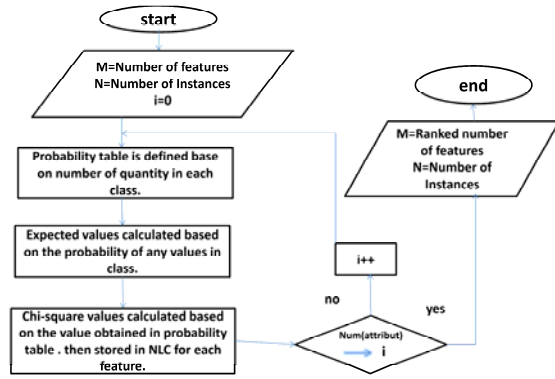 start
M=Number of features
N=Number of Instances
i=0
Probability table is defined base
on number of quantity in each
class.
Expected values calculated based
on the probability of any values in
class.
Chi-square values calculated based
on the value obtained in probability
table . then stored in NLC for each
feature.
Num(attribut)
i
no
i++
yes
M=Ranked number
of features
N=Number of
Instances
end